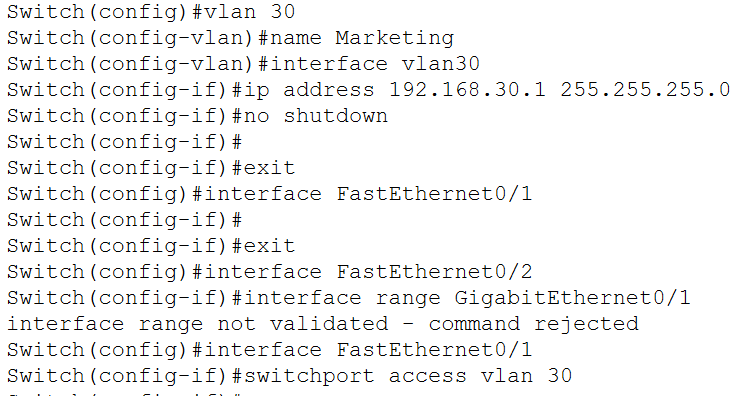 Switch(config)#vlan 30
Switch(config-vlan)#name Marketing
Switch(config-vlan)#interface vlan30
Switch(config-if)#ip address 192.168.30.1 255.255.255.0
Switch(config-if)#no shutdown
Switch(config-if)#
Switch(config-if)#exit
Switch(config)#interface FastEthernet0/1
Switch(config-if)#
Switch(config-if)#exit
Switch(config)#interface FastEthernet0/2
Switch(config-if)#interface range GigabitEthernet0/1
interface range not validated - command rejected
Switch(config)#interface FastEthernet0/1
Switch(config-if)#switchport access vlan 30